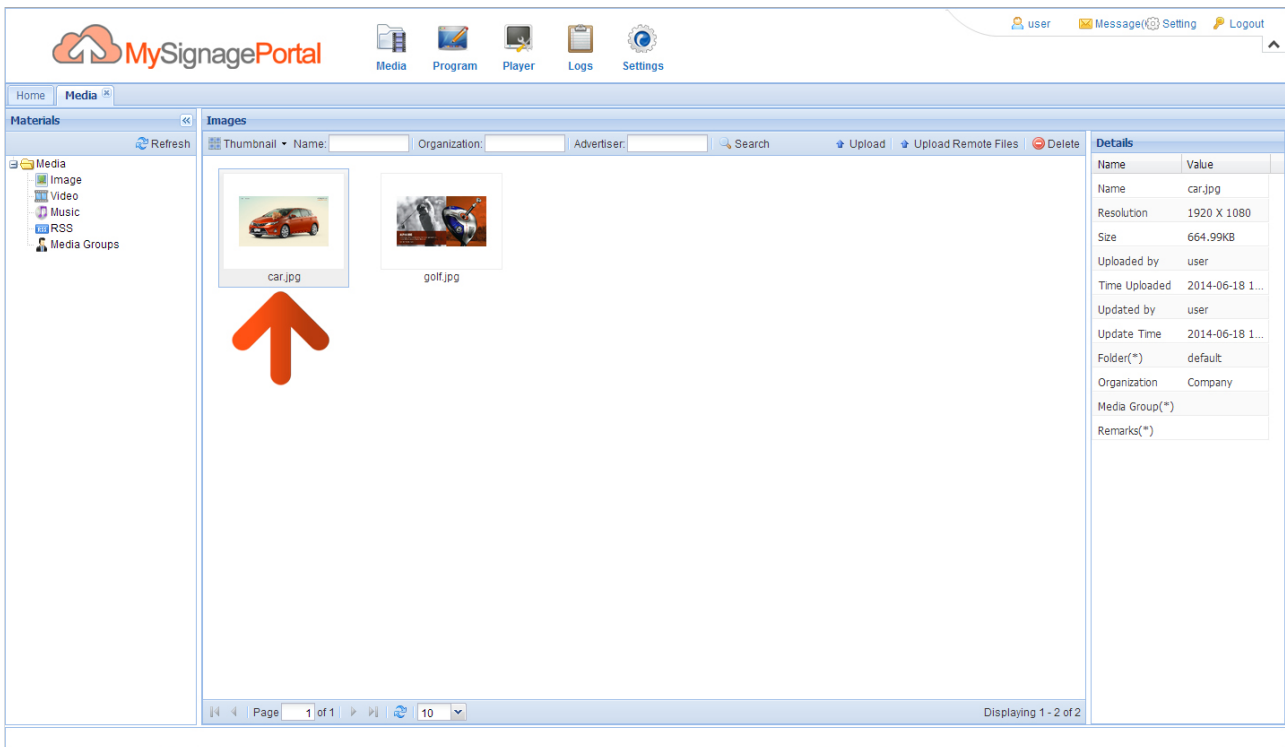 user Message( Setting Logout
MySignagePortal
Media Program Player Logs Settings
Home Media
Materials
Refresh
Media
Image
Video
Music
RSS
Media Groups
Images
Thumbnail Name: Organization: Advertiser: Search Upload Upload Remote Files Delete
car.jpg
golf.jpg
Page 1 of 1 10
Displaying 1 - 2 of 2
Details
Name Value
Name car.jpg
Resolution 1920 X 1080
Size 664.99KB
Uploaded by user
Time Uploaded 2014-06-18 1...
Updated by user
Update Time 2014-06-18 1...
Folder(*) default
Organization Company
Media Group(*)
Remarks(*)